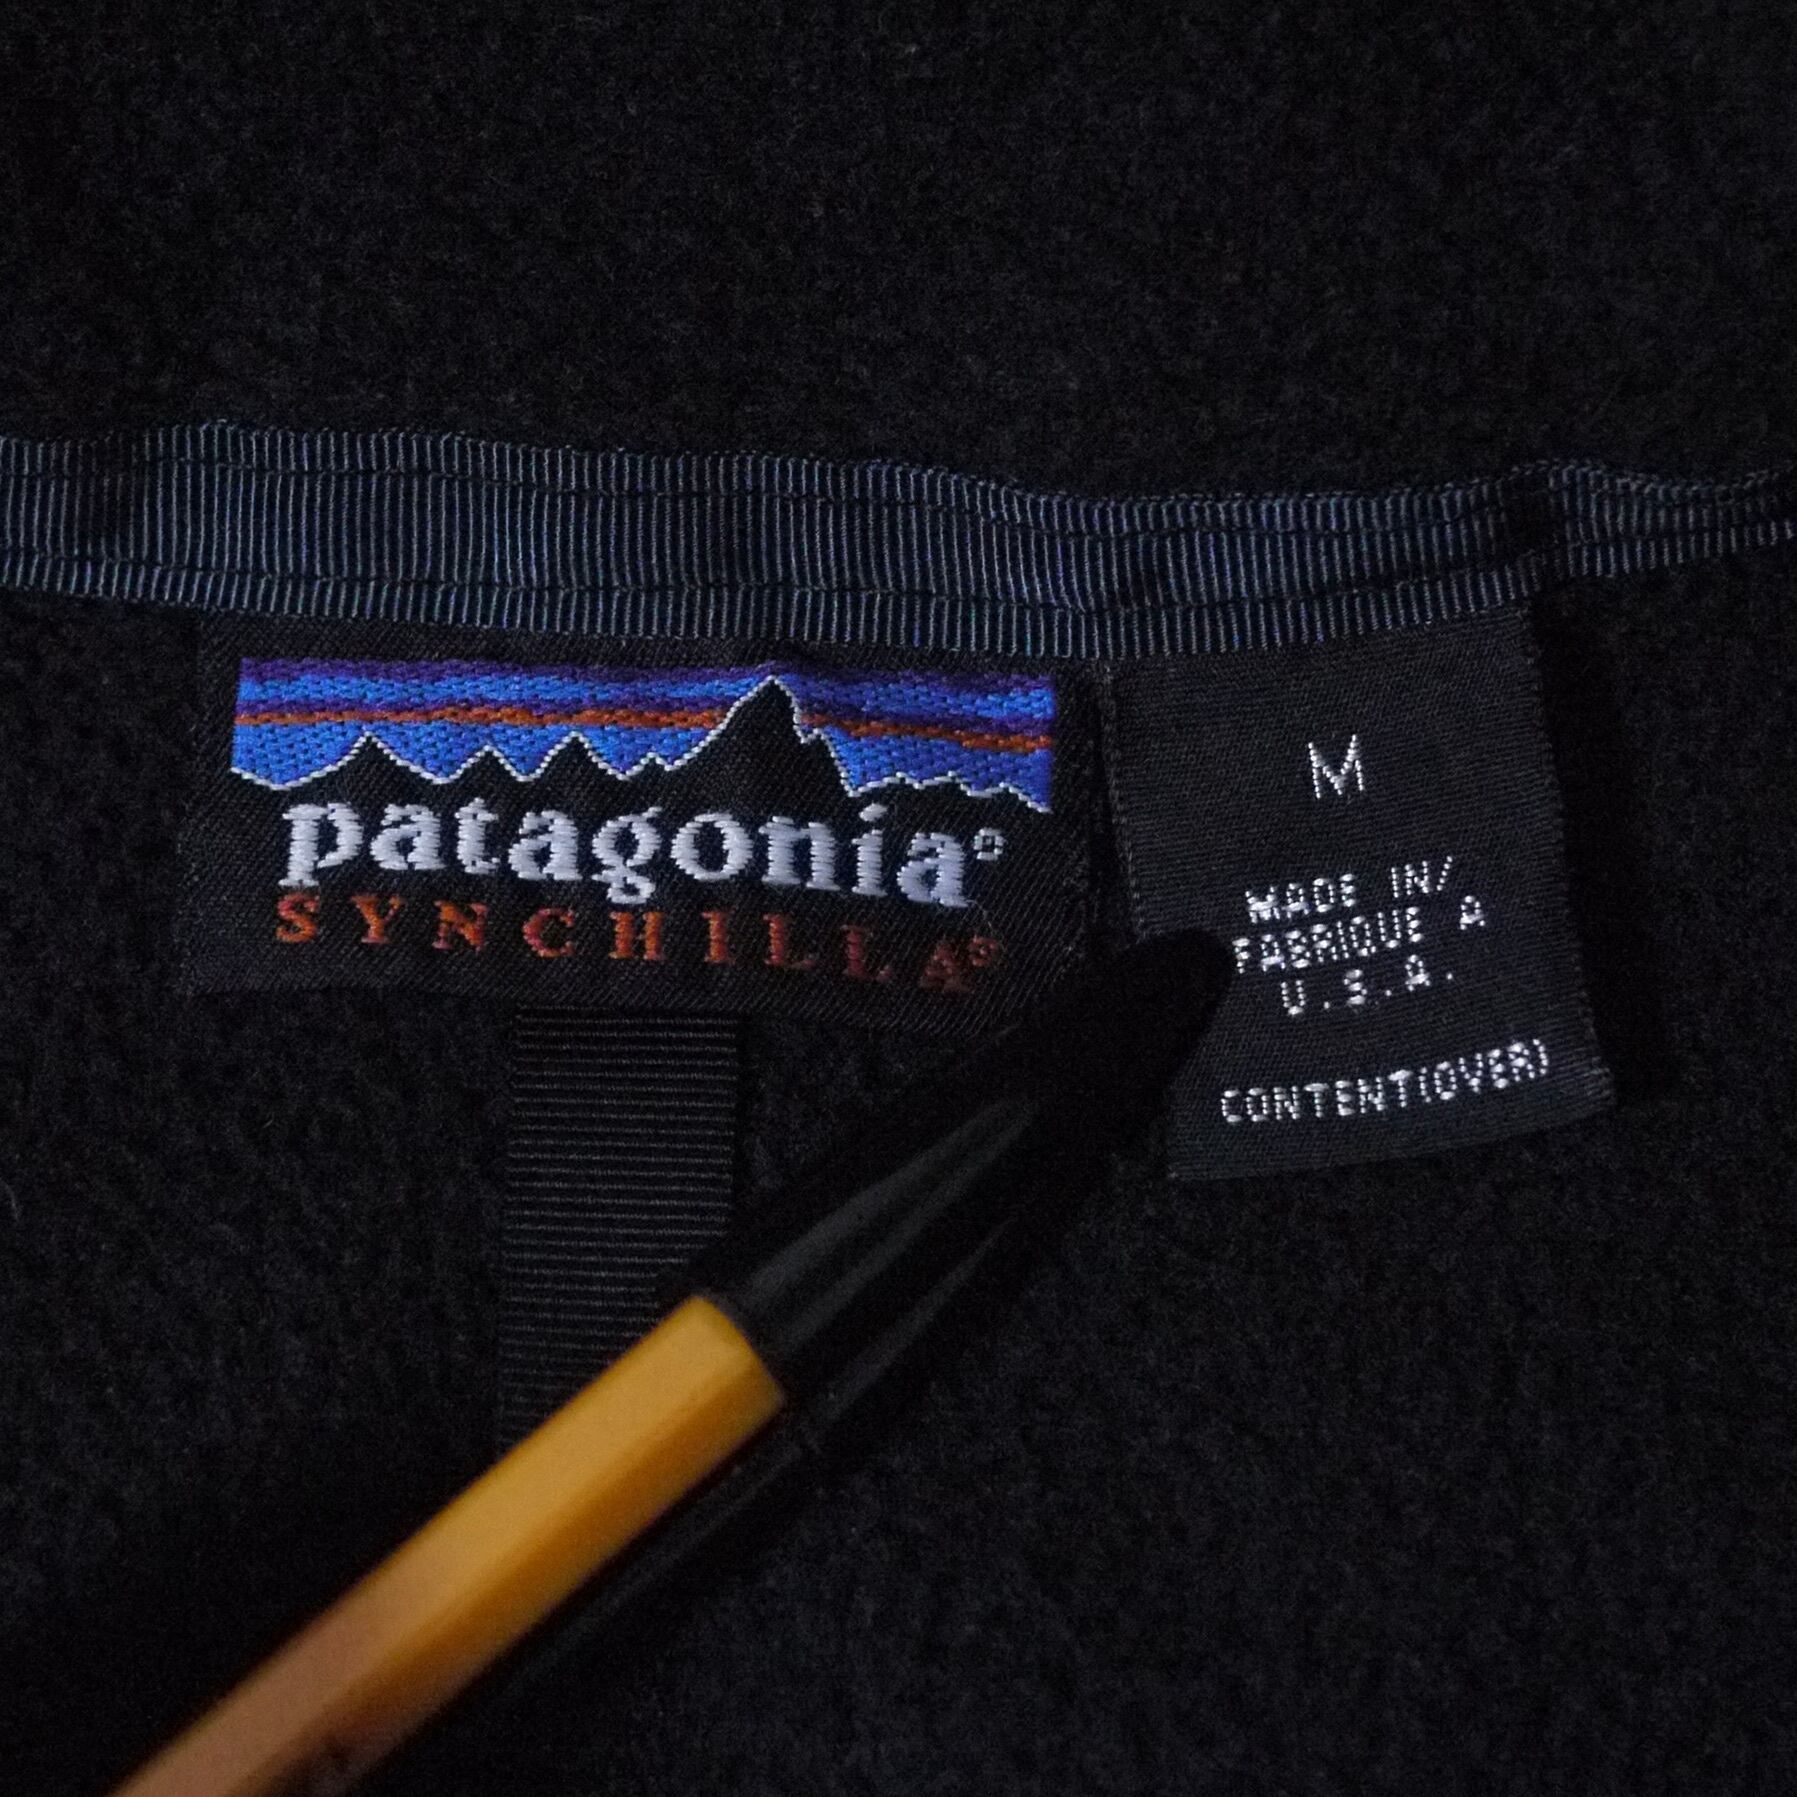 patagonia®
SYNCHILLA®
M
MADE IN/
FABRIQUE A
U.S.A.
CONTENT(OVER)